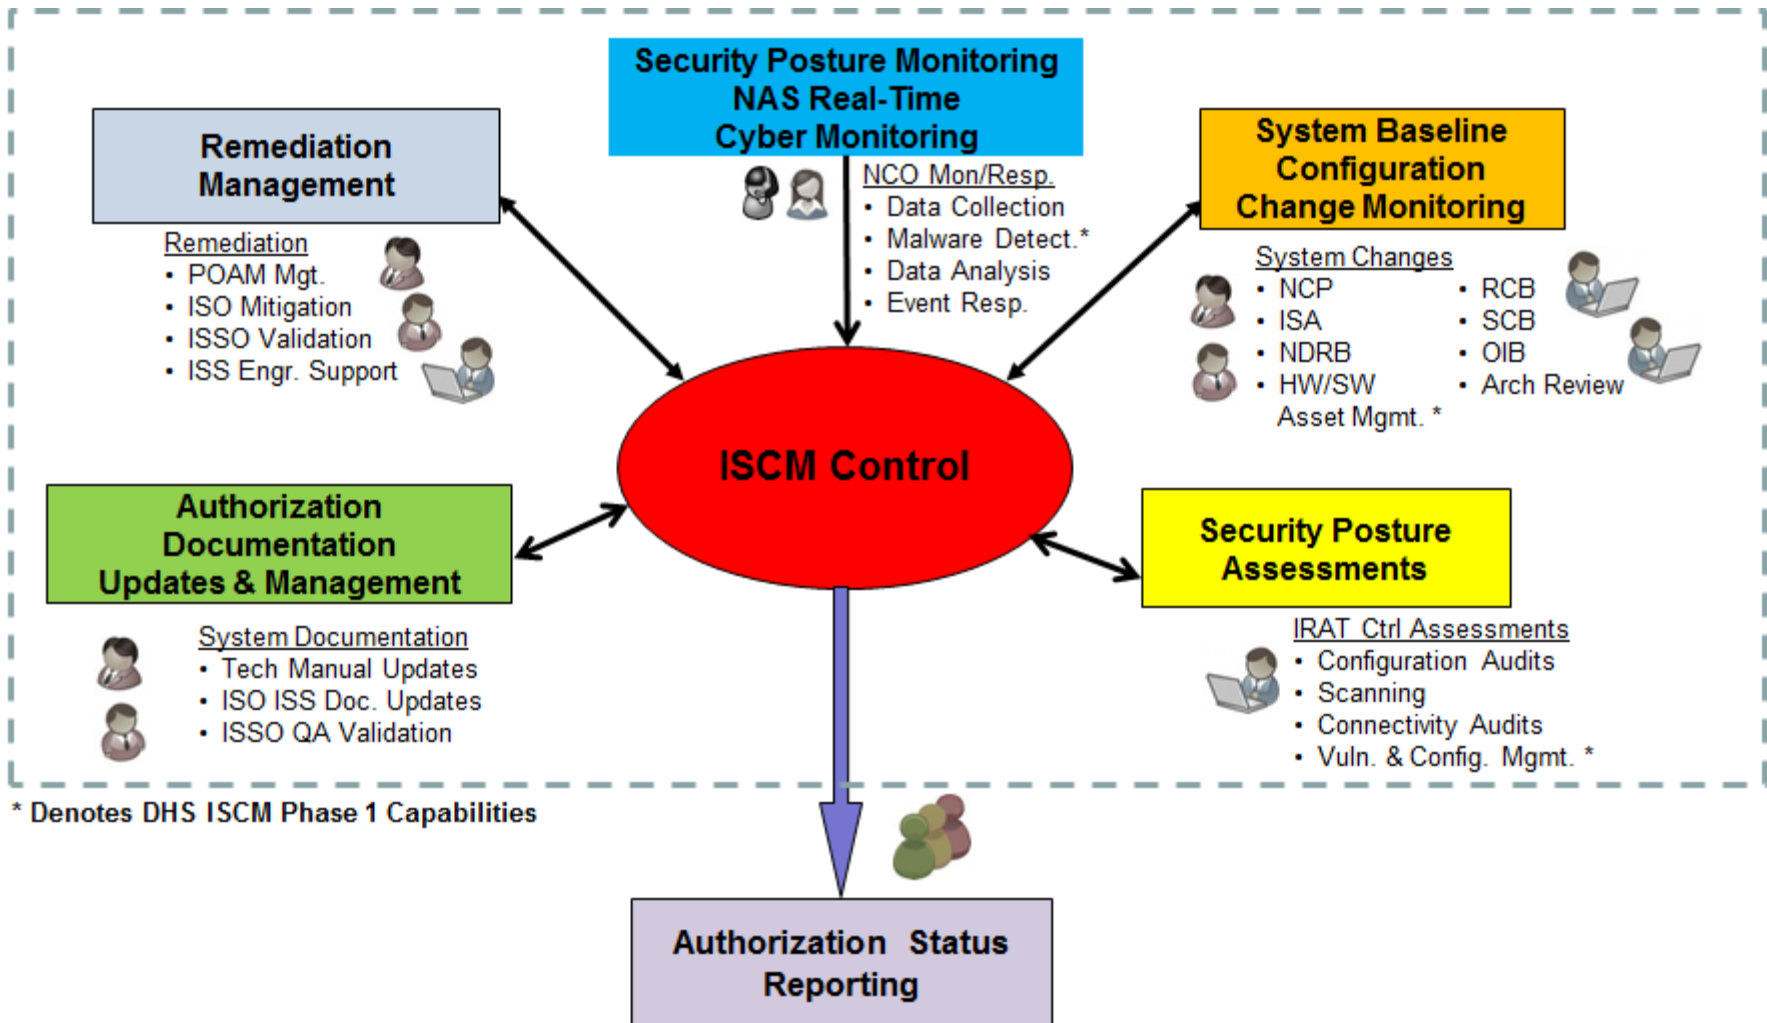 Security Posture Monitoring
NAS Real-Time
Cyber Monitoring
Remediation
Management
System Baseline
Configuration
Change Monitoring
NCO Mon/Resp.
• Data Collection
• Malware Detect.*
• Data Analysis
• Event Resp.
Remediation
• POAM Mgt.
• ISO Mitigation
• ISSO Validation
• ISS Engr. Support
System Changes
• NCP
• ISA
• NDRB
• HW/SW
Asset Mgmt. *
• RCB
• SCB
• OIB
• Arch Review
ISCM Control
Authorization
Documentation
Updates & Management
Security Posture
Assessments
System Documentation
• Tech Manual Updates
• ISO ISS Doc. Updates
• ISSO QA Validation
IRAT Ctrl Assessments
• Configuration Audits
• Scanning
• Connectivity Audits
• Vuln. & Config. Mgmt. *
* Denotes DHS ISCM Phase 1 Capabilities
Authorization Status
Reporting